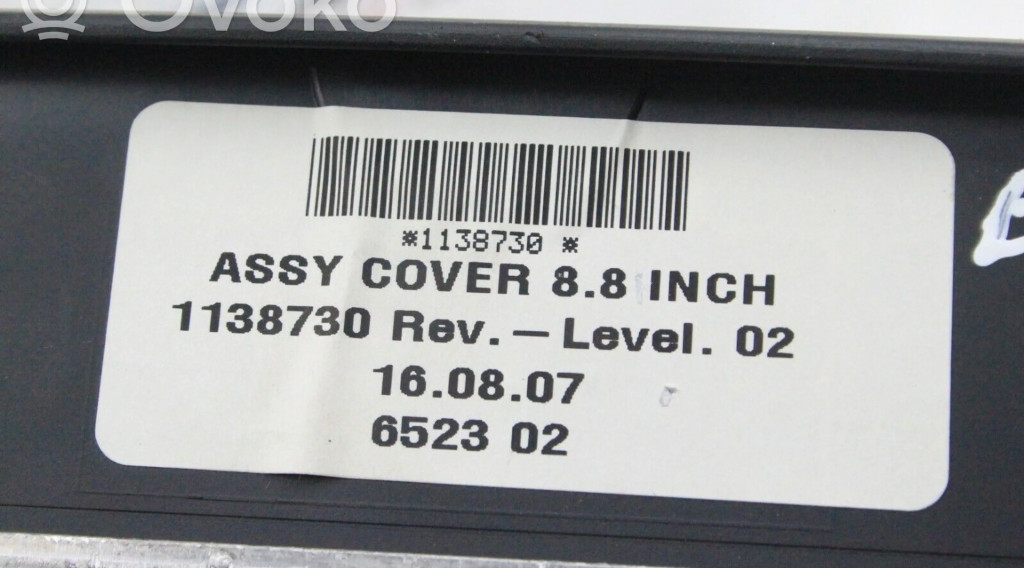 Ovoko
*1138730 *
ASSY COVER 8.8 INCH
1138730 Rev.-Level. 02
16.08.07
6523 02